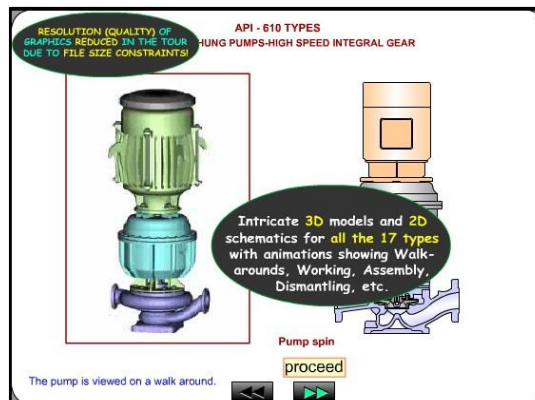 RESOLUTION (QUALITY) OF
GRAPHICS REDUCED IN THE TOUR
DUE TO FILE SIZE CONSTRAINTS!
API - 610 TYPES
HUNG PUMPS-HIGH SPEED INTEGRAL GEAR
Intricate 3D models and 2D
schematics for all the 17 types
with animations showing Walk-
arounds, Working, Assembly,
Dismantling, etc.
Pump spin
proceed
The pump is viewed on a walk around.